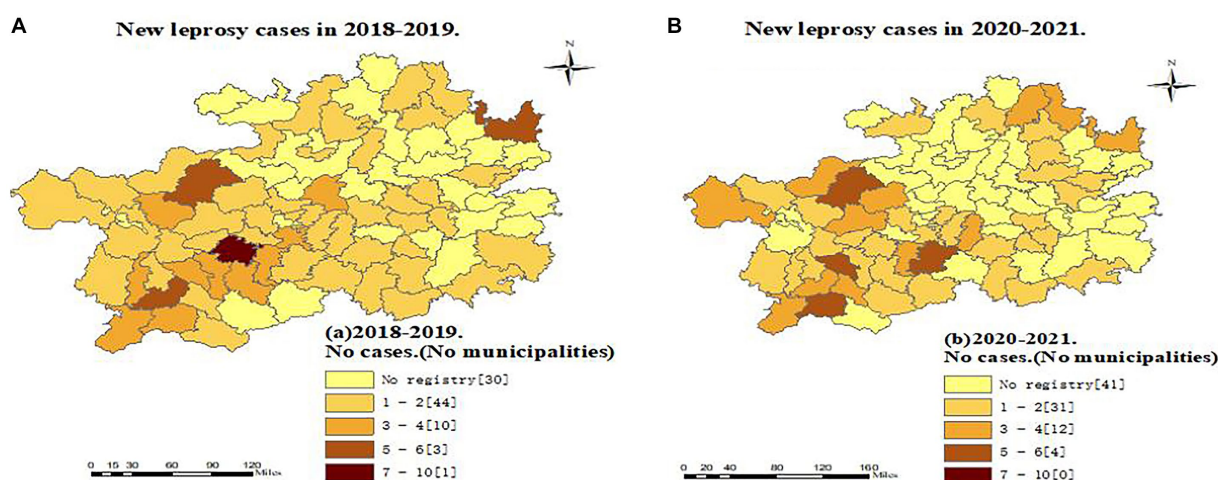 A
New leprosy cases in 2018-2019.
N
(a)2018-2019.
No cases.(No municipalities)
No registry[30]
1 - 2[44]
3 - 4[10]
5 - 6[3]
7 - 10[1]
0 15 30 60 90 120
Miles
B
New leprosy cases in 2020-2021.
N
(b)2020-2021.
No cases.(No municipalities)
No registry[41]
1 - 2[31]
3 - 4[12]
5 - 6[4]
7 - 10[0]
0 20 40 80 120 160
Miles